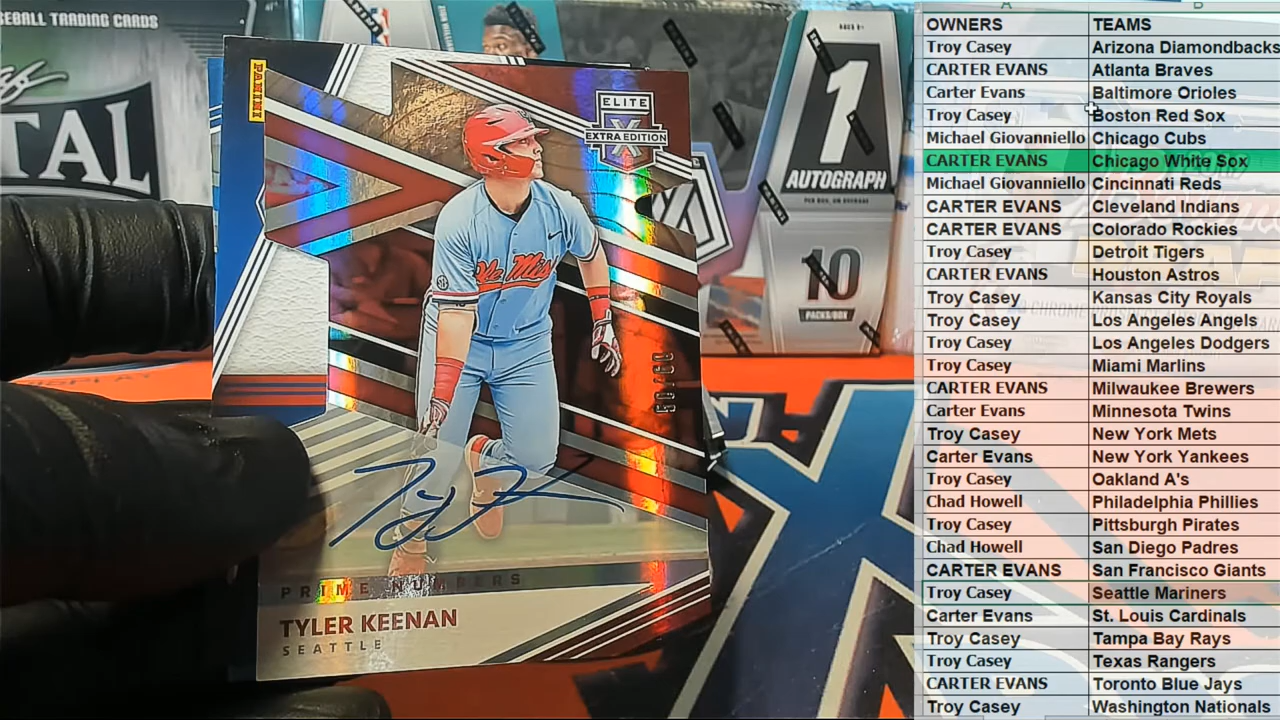 BASEBALL TRADING CARDS
PANINI
ELITE
X
EXTRA EDITION
Ole Miss
PRIME NUMBERS
TYLER KEENAN
SEATTLE
1
AUTOGRAPH
PER BOX, ON AVERAGE
10
PACKS/BOX
A B
OWNERS TEAMS
Troy Casey Arizona Diamondbacks
CARTER EVANS Atlanta Braves
Carter Evans Baltimore Orioles
Troy Casey Boston Red Sox
Michael Giovanniello Chicago Cubs
CARTER EVANS Chicago White Sox
Michael Giovanniello Cincinnati Reds
CARTER EVANS Cleveland Indians
CARTER EVANS Colorado Rockies
Troy Casey Detroit Tigers
CARTER EVANS Houston Astros
Troy Casey Kansas City Royals
Troy Casey Los Angeles Angels
Troy Casey Los Angeles Dodgers
Troy Casey Miami Marlins
CARTER EVANS Milwaukee Brewers
Carter Evans Minnesota Twins
Troy Casey New York Mets
Carter Evans New York Yankees
Troy Casey Oakland A's
Chad Howell Philadelphia Phillies
Troy Casey Pittsburgh Pirates
Chad Howell San Diego Padres
CARTER EVANS San Francisco Giants
Troy Casey Seattle Mariners
Carter Evans St. Louis Cardinals
Troy Casey Tampa Bay Rays
Troy Casey Texas Rangers
CARTER EVANS Toronto Blue Jays
Troy Casey Washington Nationals